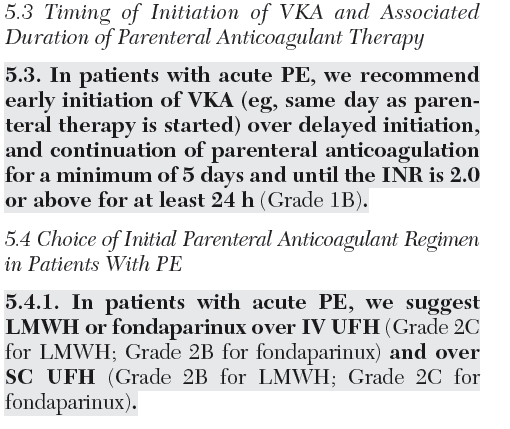 5.3 Timing of Initiation of VKA and Associated
Duration of Parenteral Anticoagulant Therapy
5.3. In patients with acute PE, we recommend
early initiation of VKA (eg, same day as paren-
teral therapy is started) over delayed initiation,
and continuation of parenteral anticoagulation
for a minimum of 5 days and until the INR is 2.0
or above for at least 24 h (Grade 1B).
5.4 Choice of Initial Parenteral Anticoagulant Regimen
in Patients With PE
5.4.1. In patients with acute PE, we suggest
LMWH or fondaparinux over IV UFH (Grade 2C
for LMWH; Grade 2B for fondaparinux) and over
SC UFH (Grade 2B for LMWH; Grade 2C for
fondaparinux).